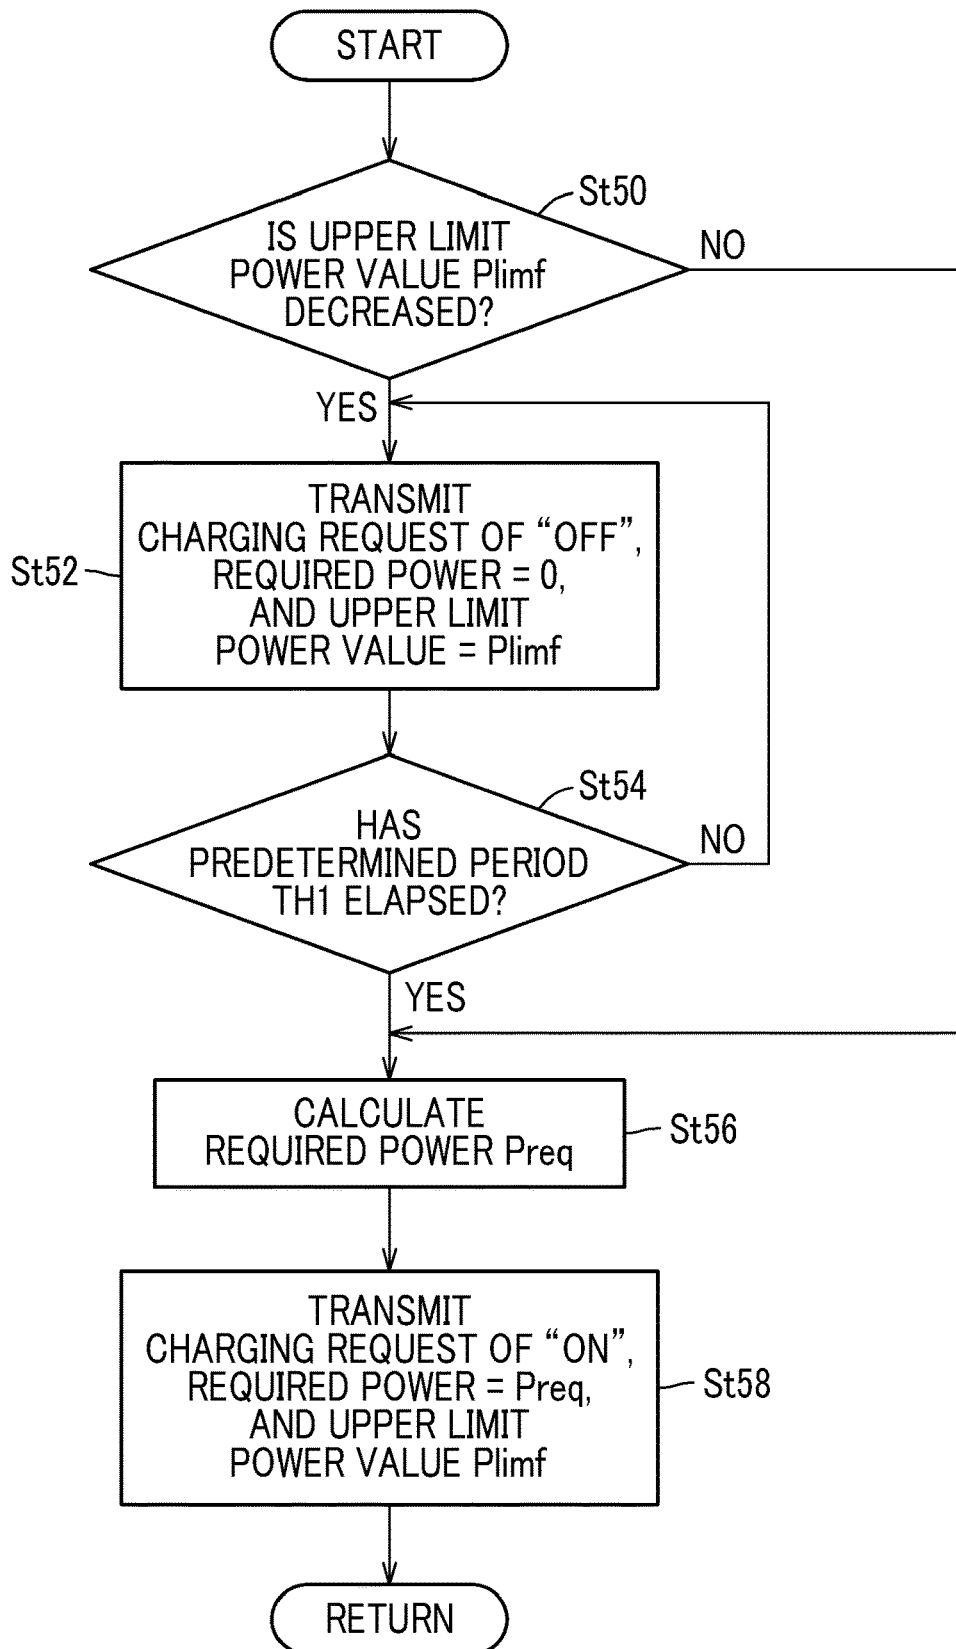 START
St50
IS UPPER LIMIT
POWER VALUE Plimf
DECREASED?
NO
YES
St52
TRANSMIT
CHARGING REQUEST OF “OFF”,
REQUIRED POWER = 0,
AND UPPER LIMIT
POWER VALUE = Plimf
St54
HAS
PREDETERMINED PERIOD
TH1 ELAPSED?
NO
YES
CALCULATE
REQUIRED POWER Preq
St56
TRANSMIT
CHARGING REQUEST OF “ON”,
REQUIRED POWER = Preq,
AND UPPER LIMIT
POWER VALUE Plimf
St58
RETURN